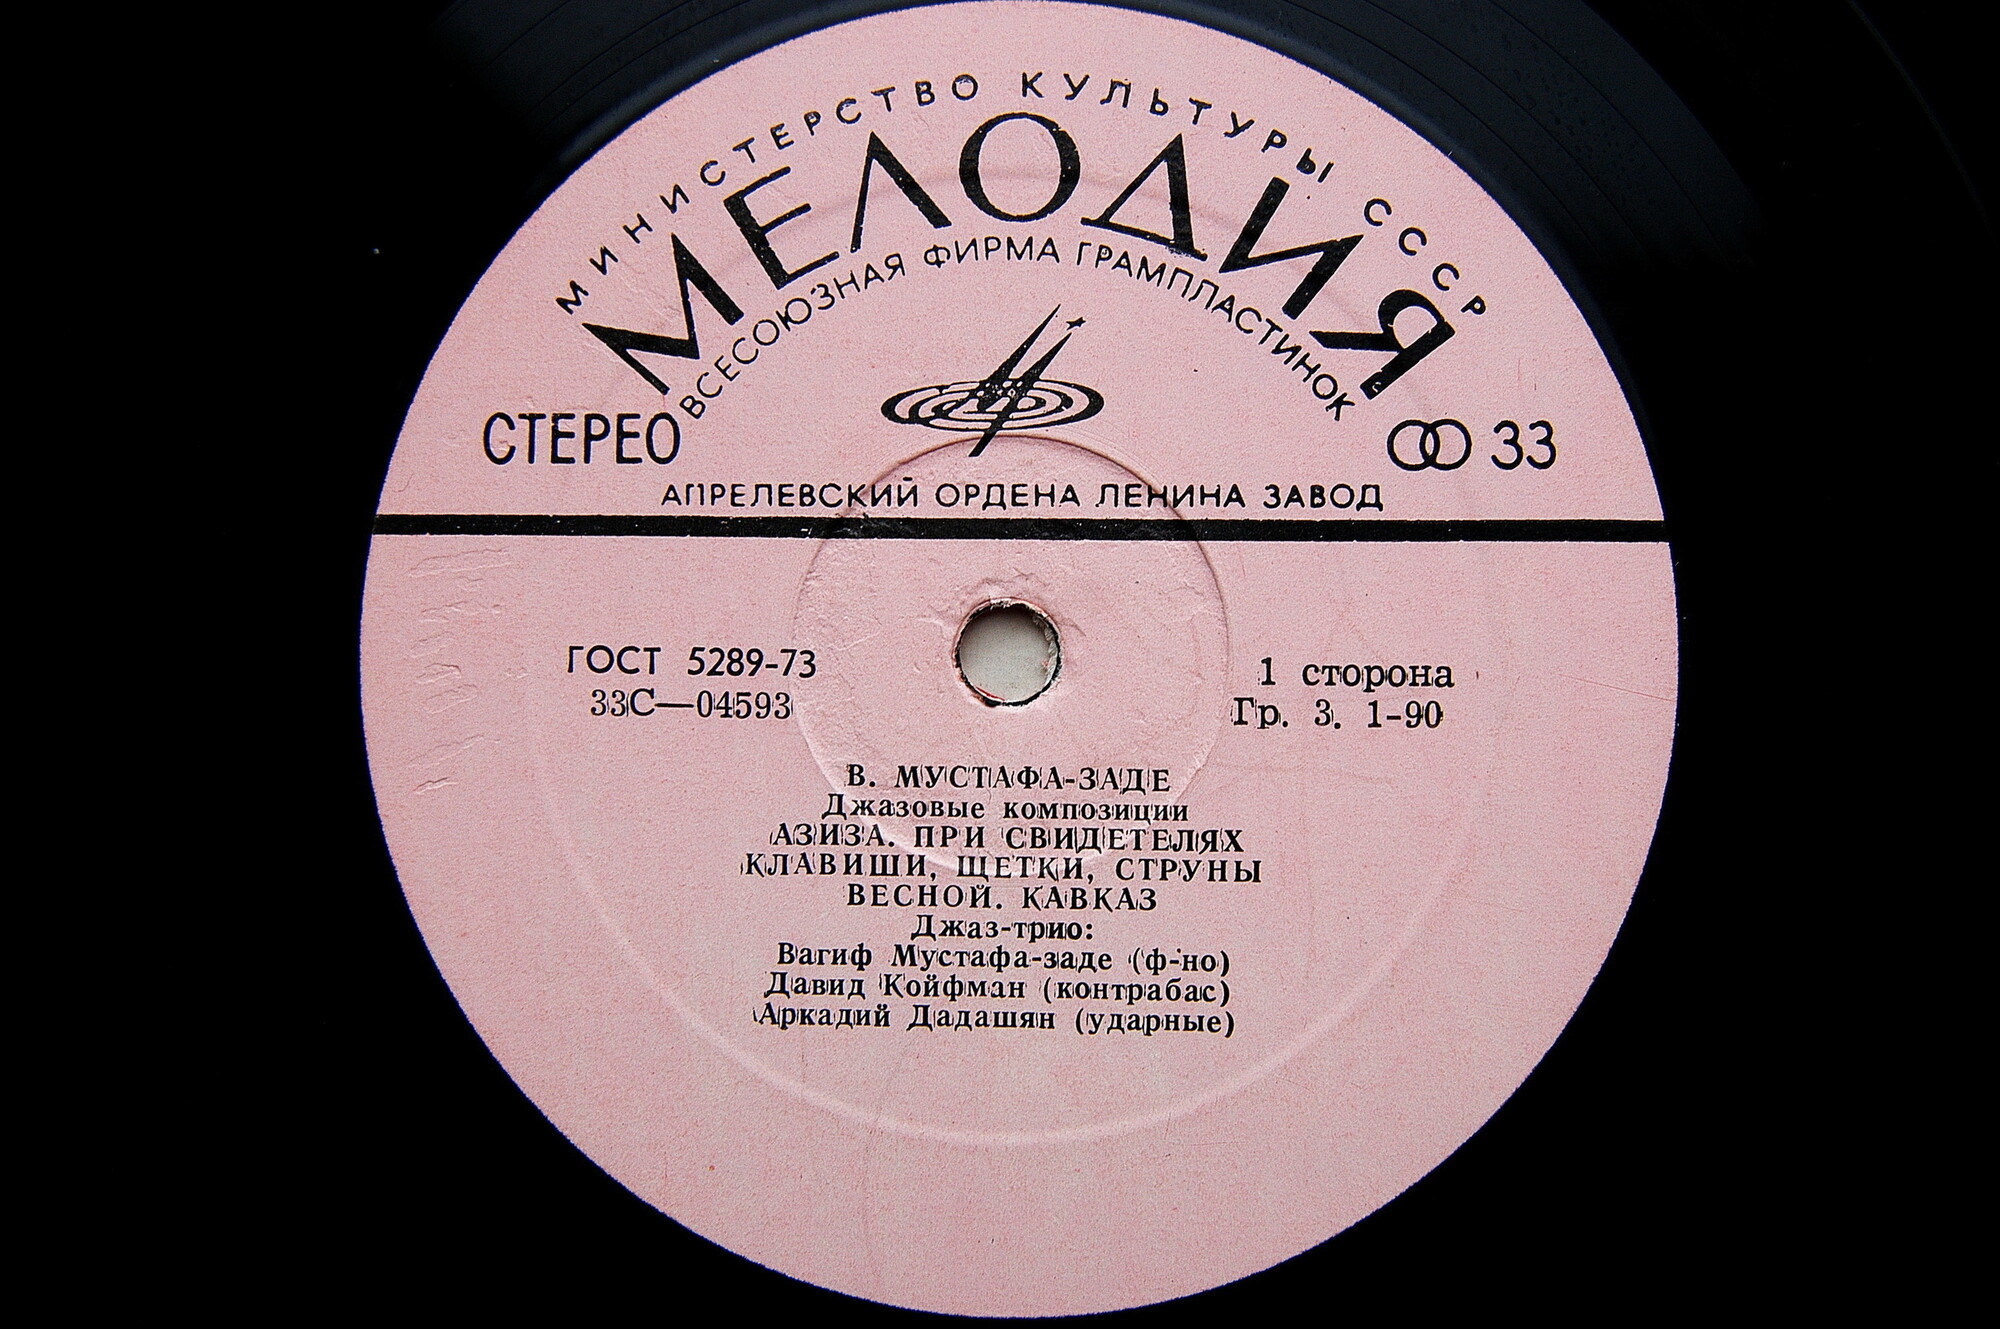 МИНИСТЕРСТВО КУЛЬТУРЫ СССР
МЕЛОДИЯ
ВСЕСОЮЗНАЯ ФИРМА ГРАМПЛАСТИНОК
СТЕРЕО
33
АПРЕЛЕВСКИЙ ОРДЕНА ЛЕНИНА ЗАВОД
ГОСТ 5289-73
33С—04593
1 сторона
Гр. 3. 1-90
В. МУСТАФА-ЗАДЕ
Джазовые композиции
АЗИЗА. ПРИ СВИДЕТЕЛЯХ
КЛАВИШИ, ЩЕТКИ, СТРУНЫ
ВЕСНОЙ. КАВКАЗ
Джаз-трио:
Вагиф Мустафа-заде (ф-но)
Давид Койфман (контрабас)
Аркадий Дадашян (ударные)